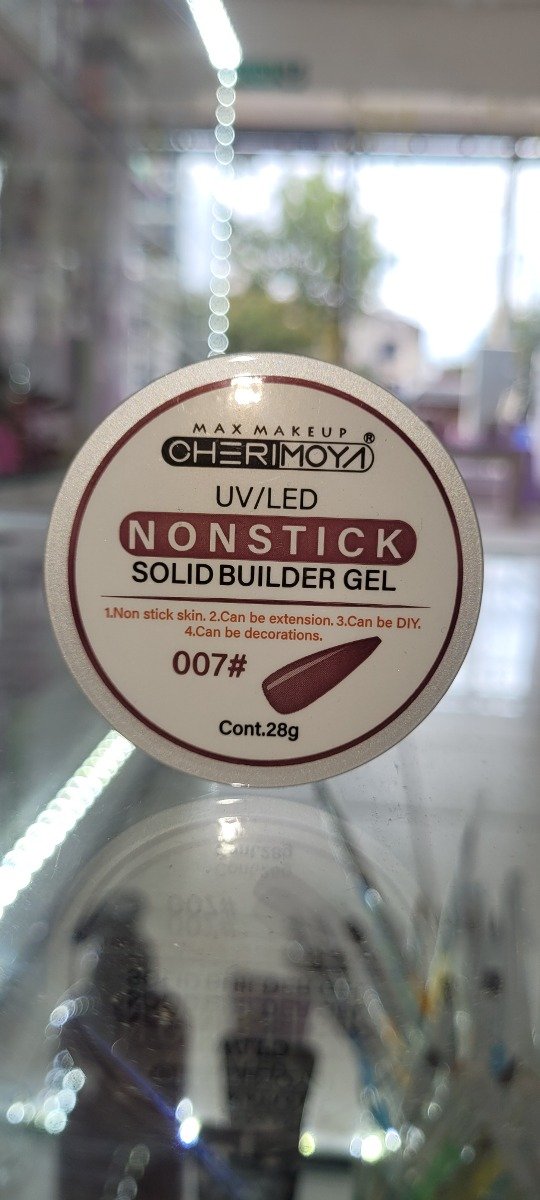 MAX MAKEUP
CHERIMOYA®
UV/LED
NONSTICK
SOLID BUILDER GEL
1.Non stick skin. 2.Can be extension. 3.Can be DIY.
4.Can be decorations.
007#
Cont.28g